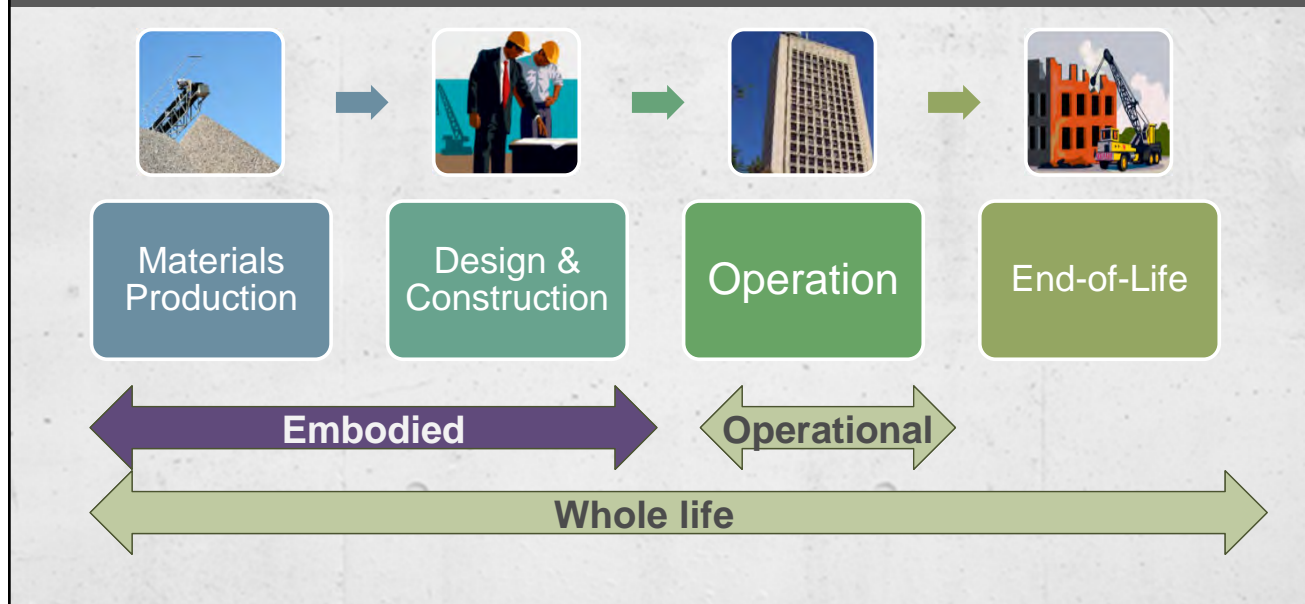 Materials
Production
Design &
Construction
Operation
End-of-Life
Embodied
Operational
Whole life